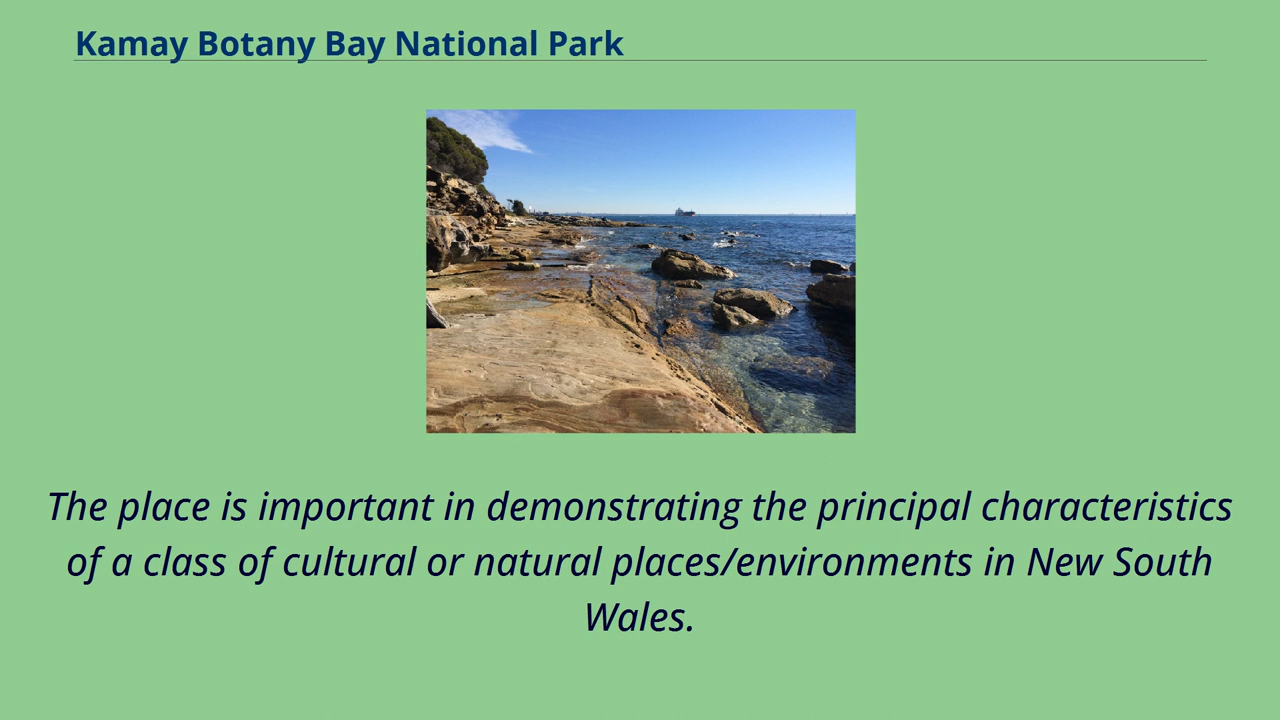 Kamay Botany Bay National Park
The place is important in demonstrating the principal characteristics
of a class of cultural or natural places/environments in New South
Wales.